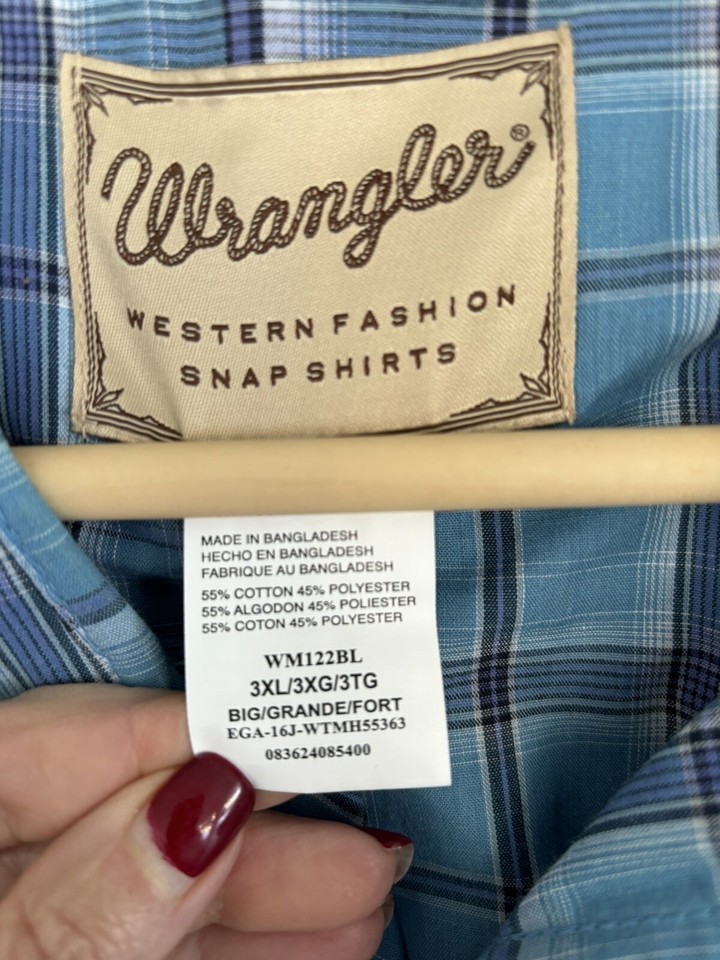 Wrangler®
WESTERN FASHION
SNAP SHIRTS
MADE IN BANGLADESH
HECHO EN BANGLADESH
FABRIQUE AU BANGLADESH
55% COTTON 45% POLYESTER
55% ALGODON 45% POLIESTER
55% COTON 45% POLYESTER
WM122BL
3XL/3XG/3TG
BIG/GRANDE/FORT
EGA-16J-WTMH55363
083624085400